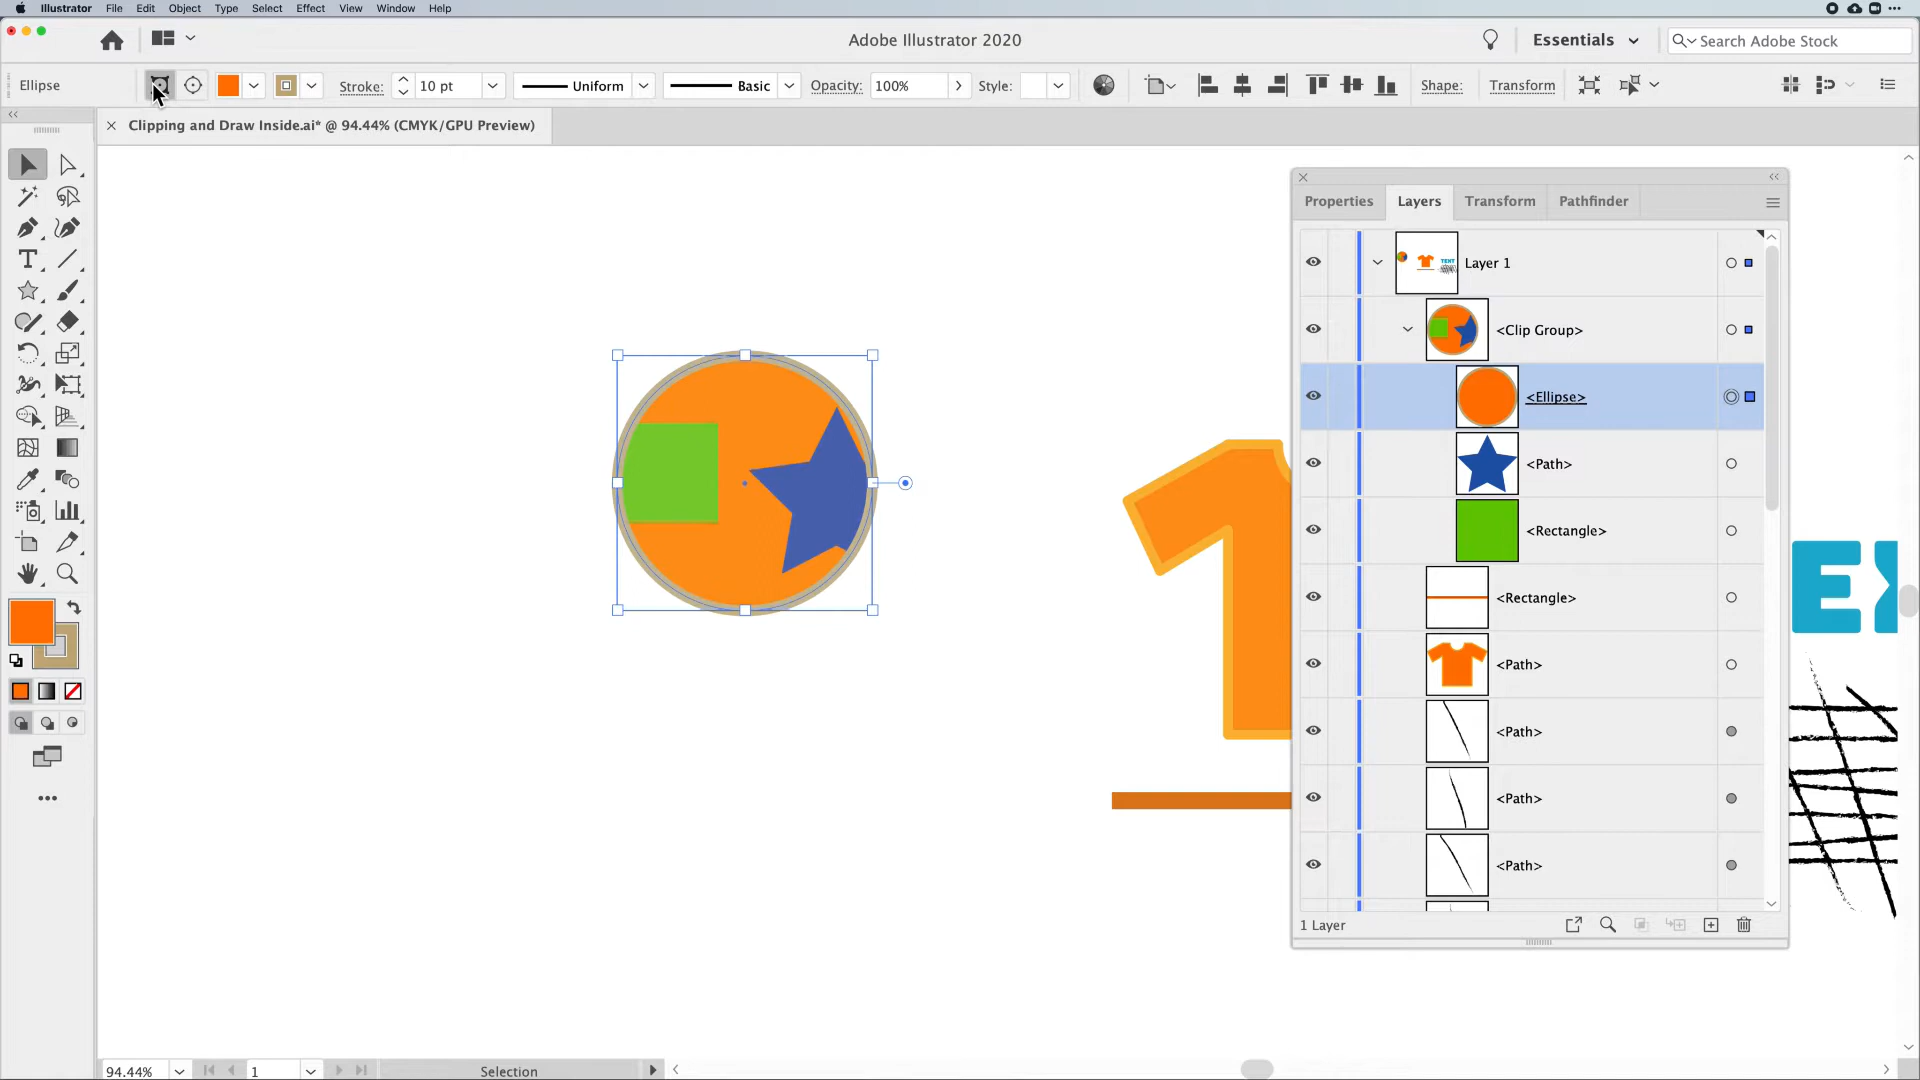 Illustrator File Edit Object Type Select Effect View Window Help
Adobe Illustrator 2020
Essentials
Search Adobe Stock
Ellipse
Stroke: 10 pt Uniform Basic Opacity: 100% Style: Shape: Transform
Clipping and Draw Inside.ai* @ 94.44% (CMYK/GPU Preview)
Properties Layers Transform Pathfinder
Layer 1
<Clip Group>
<Ellipse>
<Path>
<Rectangle>
<Rectangle>
<Path>
<Path>
<Path>
<Path>
1 Layer
EX
94.44% 1 Selection